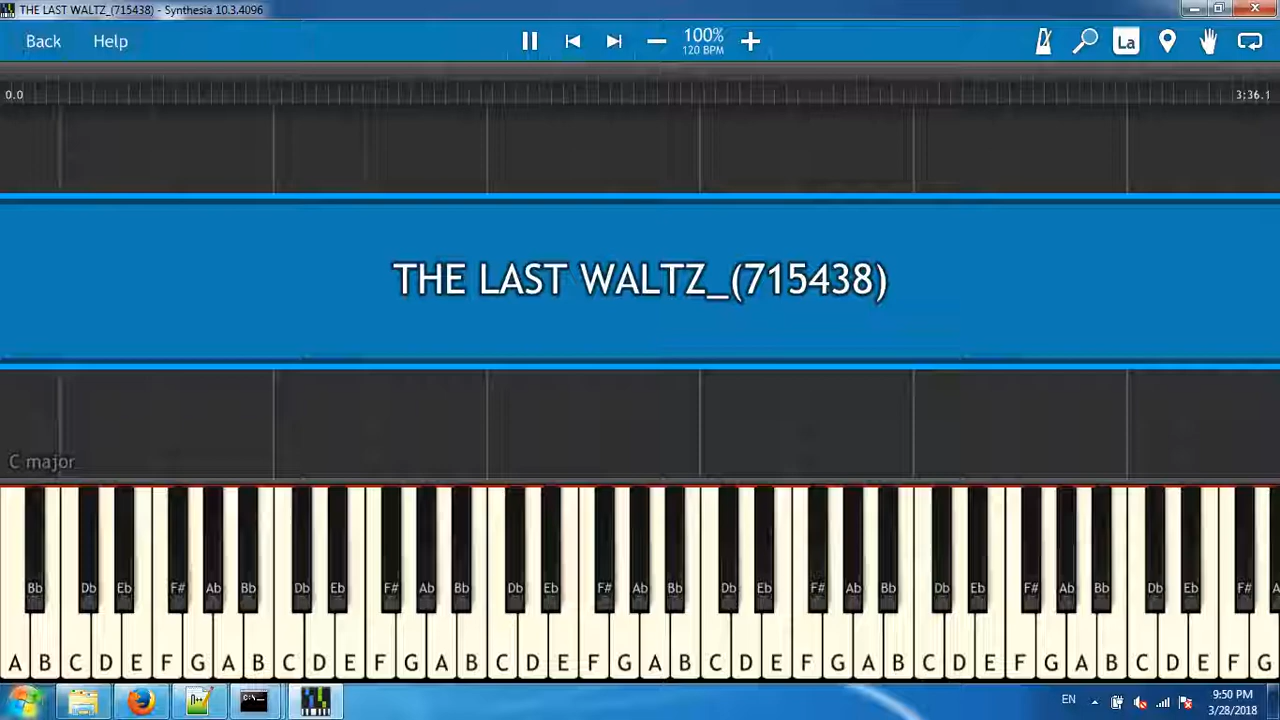 THE LAST WALTZ_(715438) - Synthesia 10.3.4096
Back Help 100% La
120 BPM
0.0 3:36.1
THE LAST WALTZ_(715438)
C major
Bb Db Eb F# Ab Bb Db Eb F# Ab Bb Db Eb F# Ab Bb Db Eb F# Ab Bb Db Eb F# Ab Bb Db Eb F# A
A B C D E F G A B C D E F G A B C D E F G A B C D E F G A B C D E F G A B C D E F G
EN 9:50 PM
3/28/2018